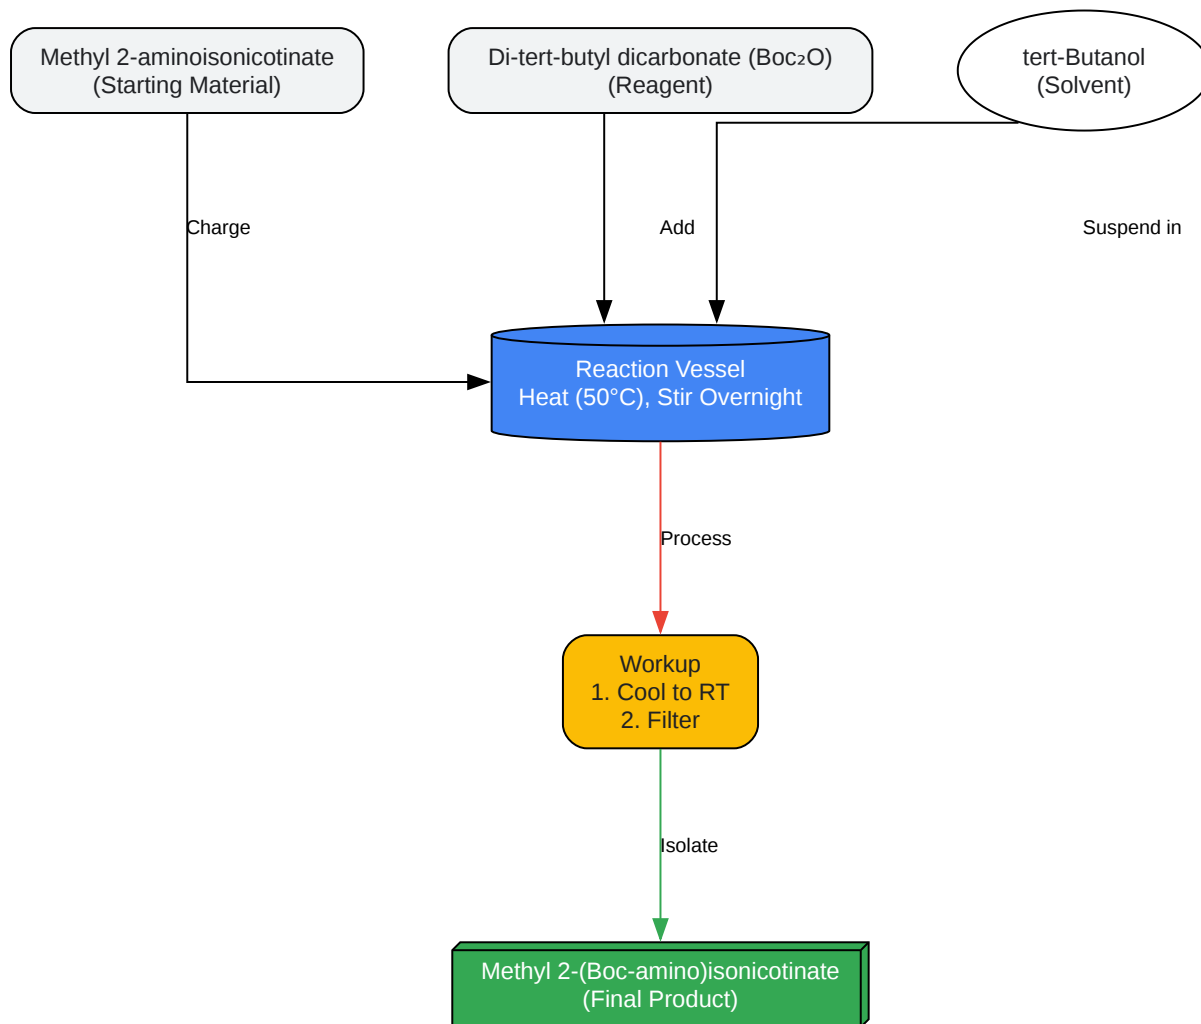 Methyl 2-aminoisonicotinate
(Starting Material)
Di-tert-butyl dicarbonate (Boc₂O)
(Reagent)
tert-Butanol
(Solvent)
Charge
Add
Suspend in
Reaction Vessel
Heat (50°C), Stir Overnight
Process
Workup
1. Cool to RT
2. Filter
Isolate
Methyl 2-(Boc-amino)isonicotinate
(Final Product)